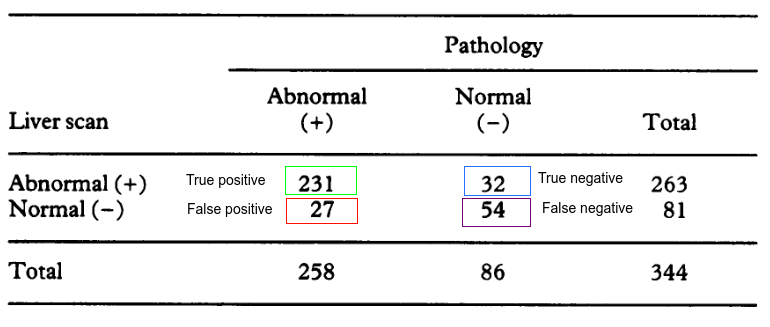 Pathology
Abnormal Normal
Liver scan (+) (−) Total
Abnormal (+) True positive 231 32 True negative 263
Normal (−) False positive 27 54 False negative 81
Total 258 86 344